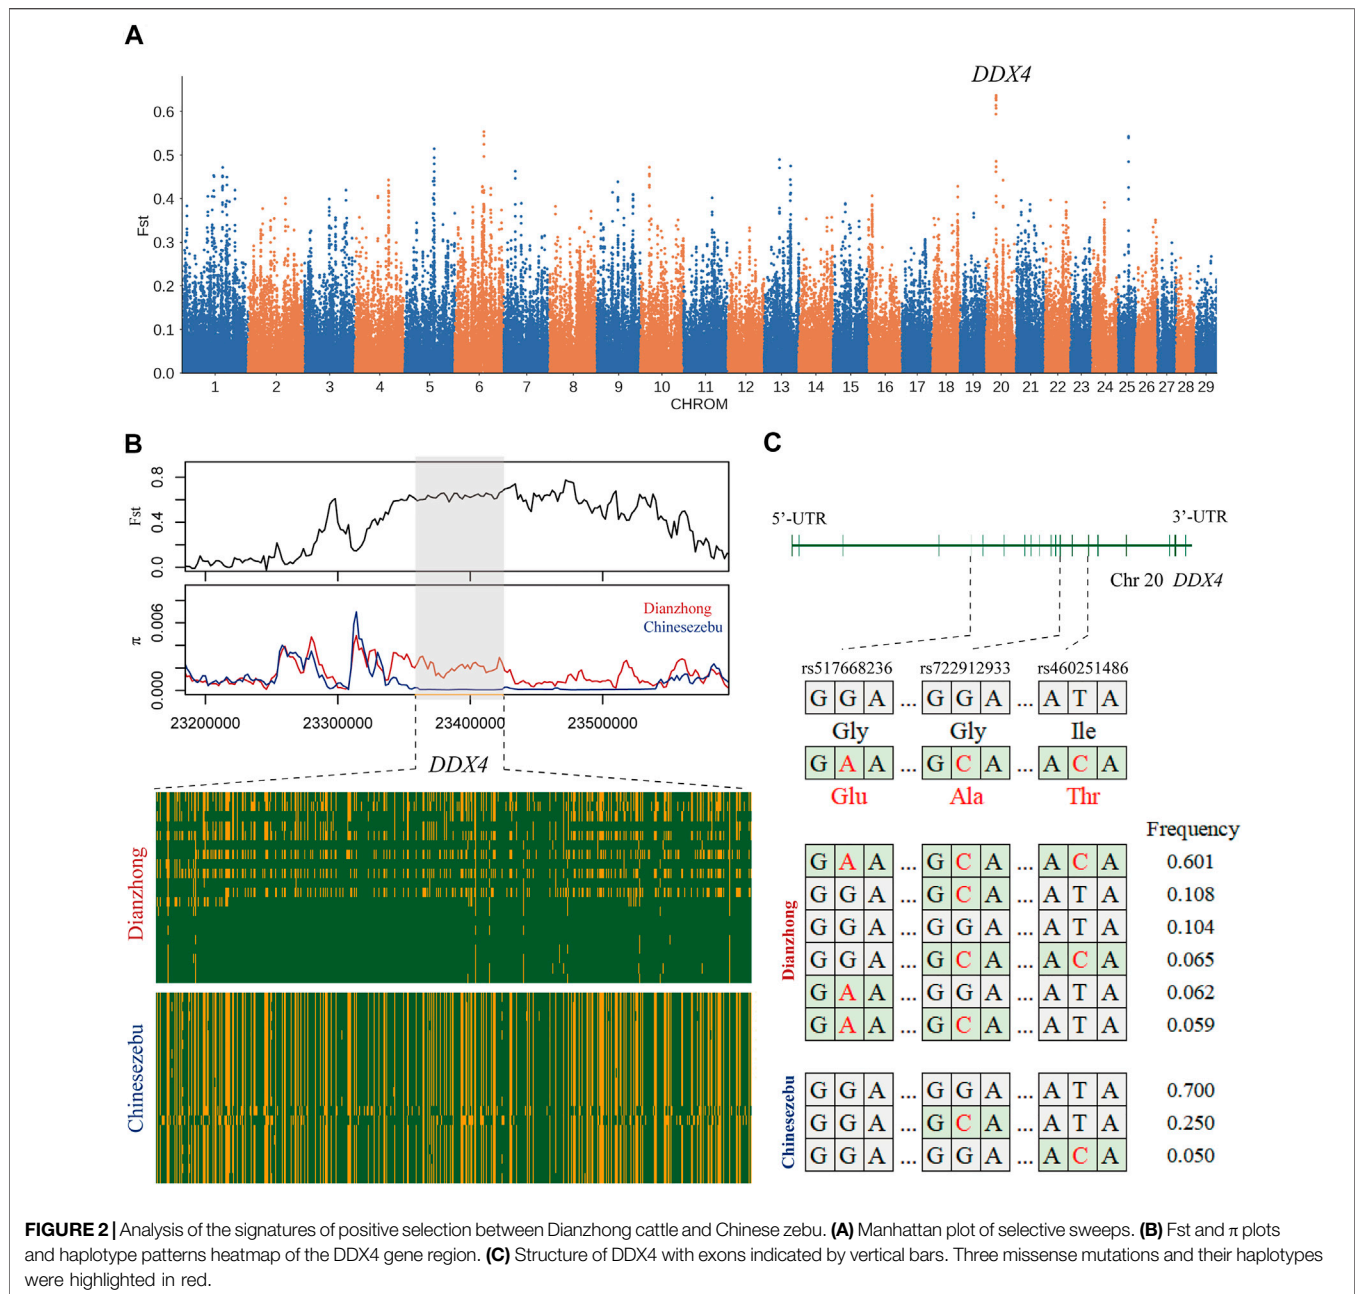 A
DDX4
Fst
0.6
0.5
0.4
0.3
0.2
0.1
0.0
1 2 3 4 5 6 7 8 9 10 11 12 13 14 15 16 17 18 19 20 21 22 23 24 25 26 27 28 29
CHROM
B
Fst
0.8
0.4
0.0
π
0.006
0.000
Dianzhong
Chinesezebu
23200000 23300000 23400000 23500000
DDX4
Dianzhong
Chinesezebu
C
5’-UTR 3’-UTR
Chr 20 DDX4
rs517668236 rs722912933 rs460251486
G G A ... G G A ... A T A
Gly Gly Ile
G A A ... G C A ... A C A
Glu Ala Thr
Frequency
Dianzhong
G A A ... G C A ... A C A 0.601
G G A ... G C A ... A T A 0.108
G G A ... G G A ... A T A 0.104
G G A ... G C A ... A C A 0.065
G A A ... G G A ... A T A 0.062
G A A ... G C A ... A T A 0.059
Chinesezebu
G G A ... G G A ... A T A 0.700
G G A ... G C A ... A T A 0.250
G G A ... G G A ... A C A 0.050
FIGURE 2 | Analysis of the signatures of positive selection between Dianzhong cattle and Chinese zebu. (A) Manhattan plot of selective sweeps. (B) Fst and π plots
and haplotype patterns heatmap of the DDX4 gene region. (C) Structure of DDX4 with exons indicated by vertical bars. Three missense mutations and their haplotypes
were highlighted in red.